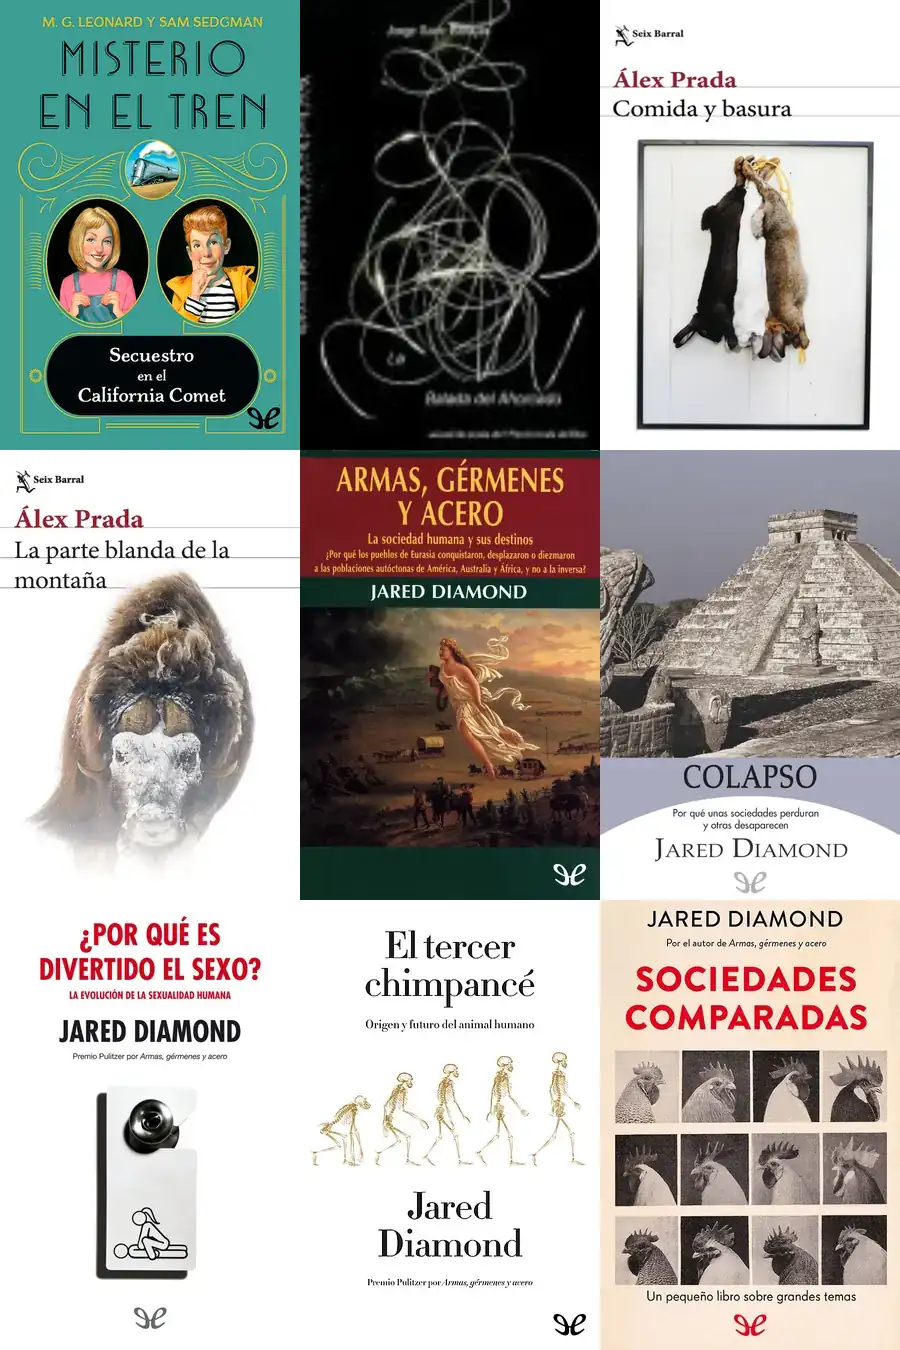 M. G. LEONARD Y SAM SEDGMAN
MISTERIO
EN EL TREN
Secuestro
en el
California Comet
Balada del Ahorcado
Seix Barral
Álex Prada
Comida y basura
Seix Barral
Álex Prada
La parte blanda de la
montaña
ARMAS, GÉRMENES
Y ACERO
La sociedad humana y sus destinos
¿Por qué los pueblos de Eurasia conquistaron, desplazaron o diezmaron
a las poblaciones autóctonas de América, Australia y África, y no a la inversa?
JARED DIAMOND
COLAPSO
Por qué unas sociedades perduran
y otras desaparecen
JARED DIAMOND
¿POR QUÉ ES
DIVERTIDO EL SEXO?
LA EVOLUCIÓN DE LA SEXUALIDAD HUMANA
JARED DIAMOND
Premio Pulitzer por Armas, gérmenes y acero
El tercer
chimpancé
Origen y futuro del animal humano
Jared
Diamond
Premio Pulitzer por Armas, gérmenes y acero
JARED DIAMOND
Por el autor de Armas, gérmenes y acero
SOCIEDADES
COMPARADAS
Un pequeño libro sobre grandes temas